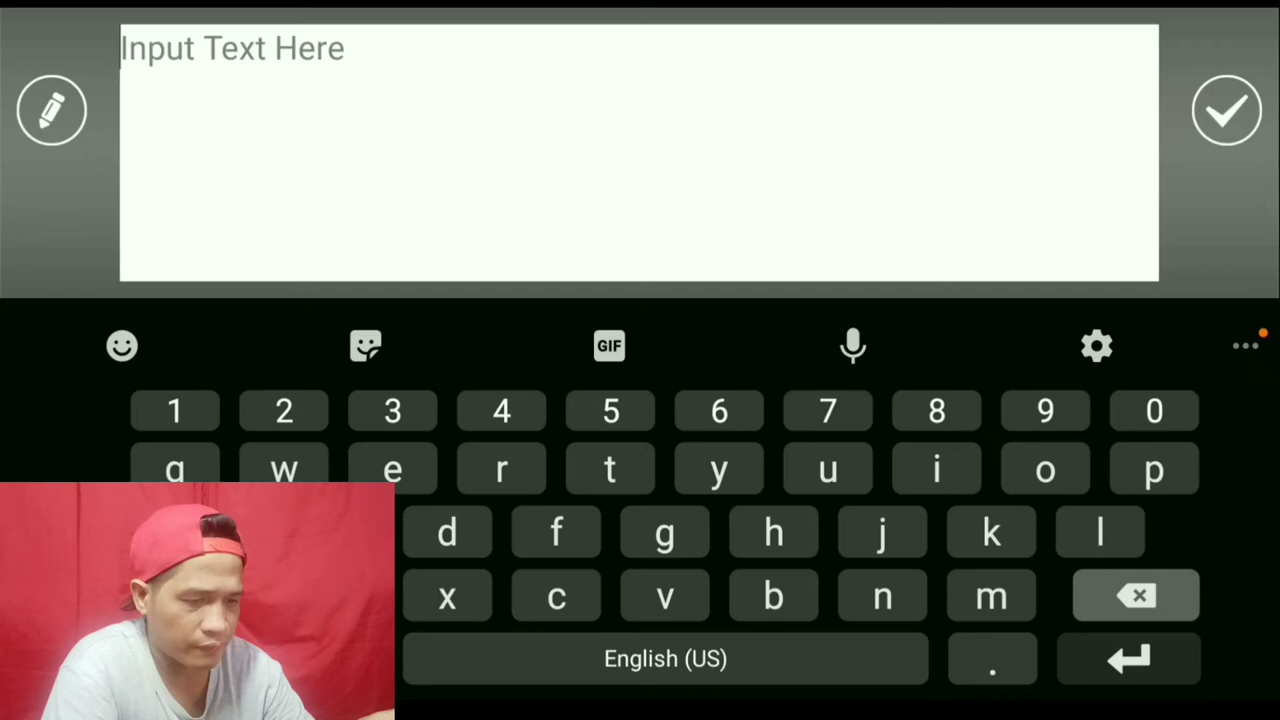 Input Text Here
GIF
1 2 3 4 5 6 7 8 9 0
q w e r t y u i o p
d f g h j k l
x c v b n m
English (US) .